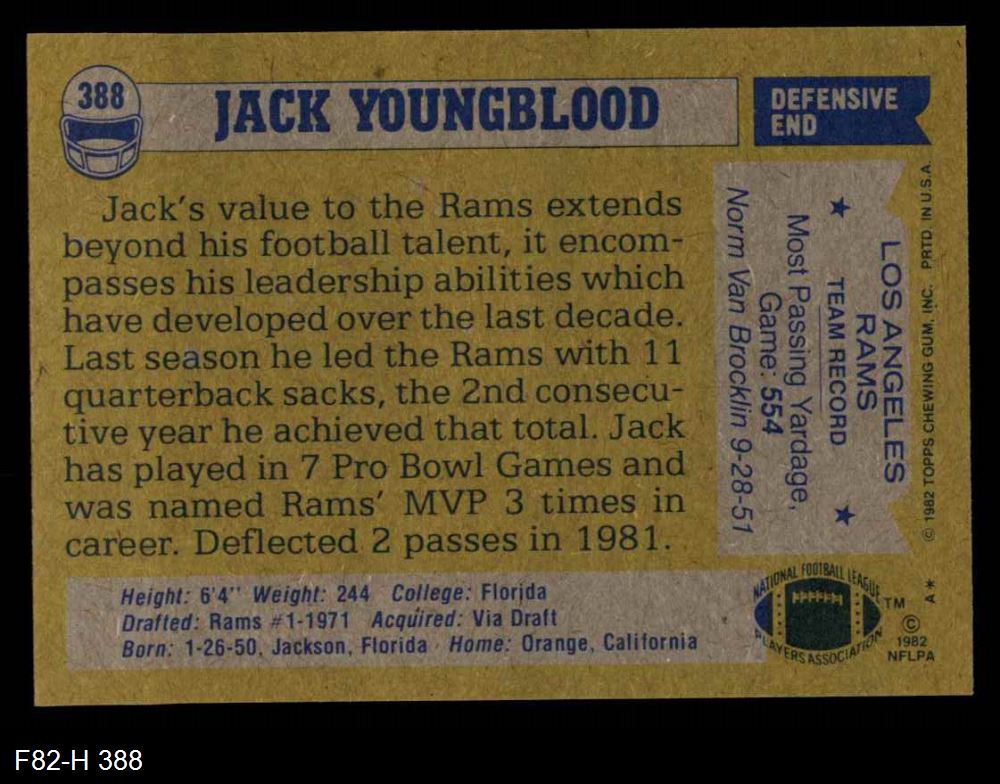 388
JACK YOUNGBLOOD
DEFENSIVE
END
Jack's value to the Rams extends
beyond his football talent, it encom-
passes his leadership abilities which
have developed over the last decade.
Last season he led the Rams with 11
quarterback sacks, the 2nd consecu-
tive year he achieved that total. Jack
has played in 7 Pro Bowl Games and
was named Rams' MVP 3 times in
career. Deflected 2 passes in 1981.
LOS ANGELES
RAMS
★ TEAM RECORD ★
Most Passing Yardage,
Game: 554
Norm Van Brocklin 9-28-51
© 1982 TOPPS CHEWING GUM, INC. PRTD IN U.S.A.
Height: 6'4" Weight: 244 College: Florida
Drafted: Rams #1-1971 Acquired: Via Draft
Born: 1-26-50, Jackson, Florida Home: Orange, California
NATIONAL FOOTBALL LEAGUE
PLAYERS ASSOCIATION
TM
A*
©
1982
NFLPA
F82-H 388